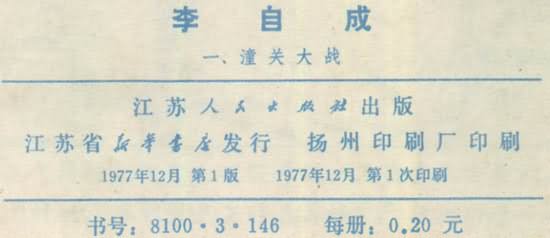 李自成
一、潼关大战
江苏人民出版社出版
江苏省新华书店发行 扬州印刷厂印刷
1977年12月 第1版 1977年12月 第1次印刷
书号：8100·3·146 每册：0.20 元